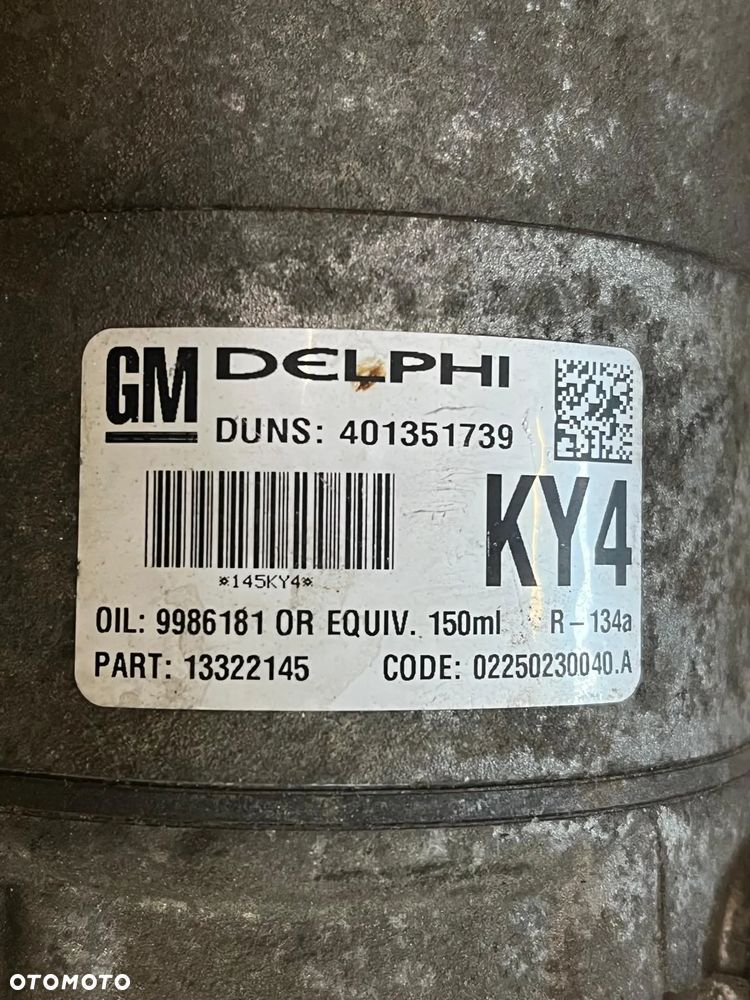 GM DELPHI
DUNS: 401351739
*145KY4*
KY4
OIL: 9986181 OR EQUIV. 150ml R-134a
PART: 13322145 CODE: 02250230040.A
OTOMOTO